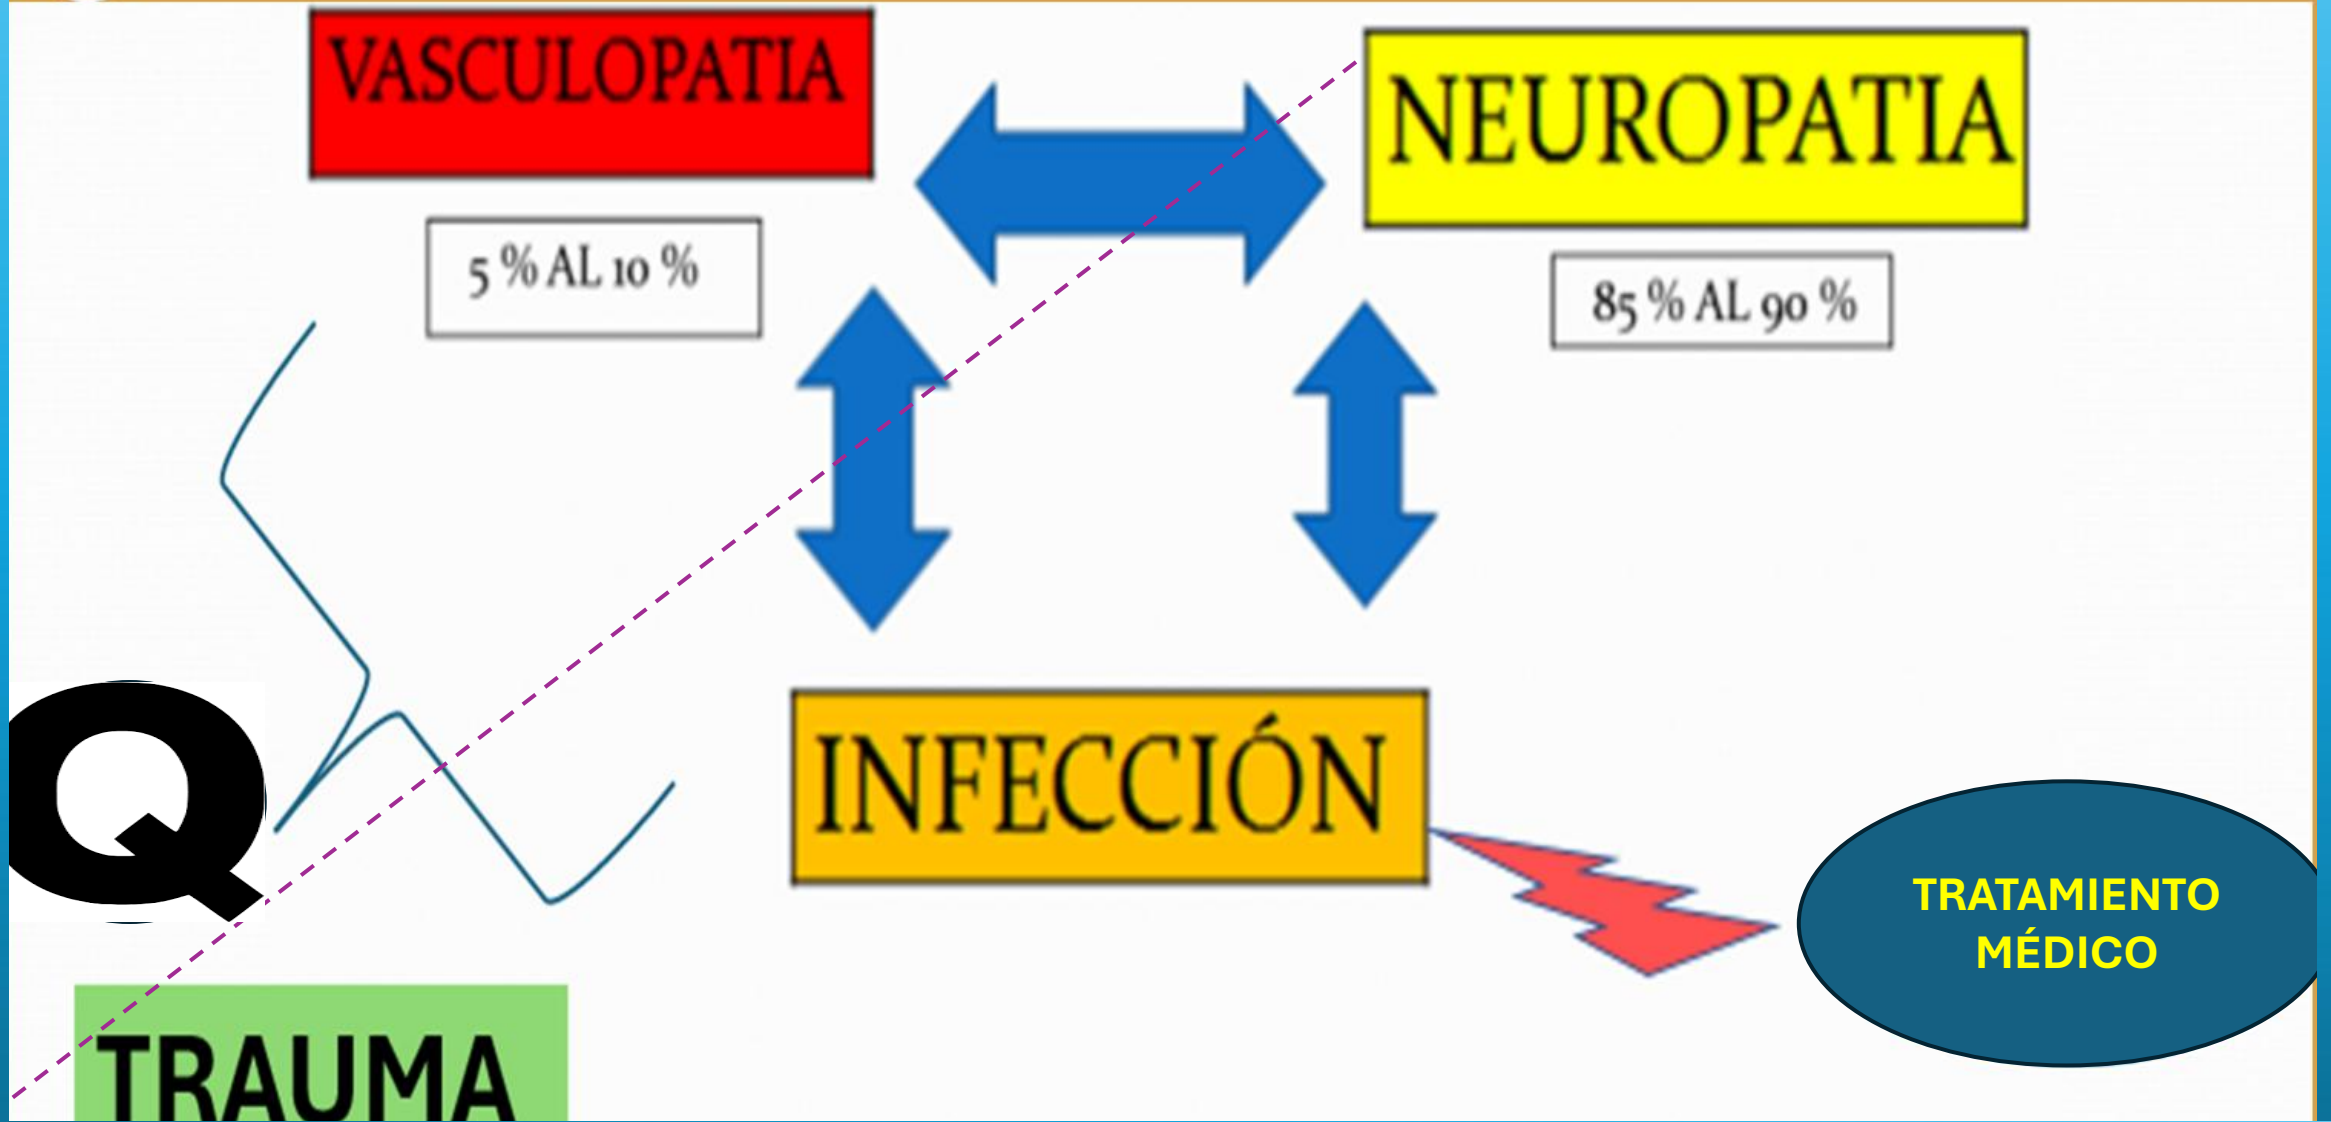 VASCULOPATIA
NEUROPATIA
5 % AL 10 %
85 % AL 90 %
Q
INFECCIÓN
TRATAMIENTO
MÉDICO
TRAUMA